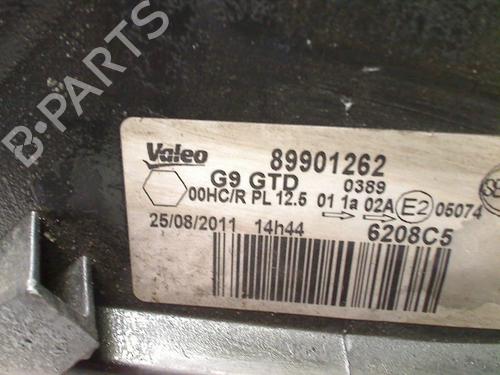 Valeo 89901262
G9 GTD 0389
00HC/R PL 12.5 01 1a 02A E2 05074
25/08/2011 14h44 6208C5
B-PARTS